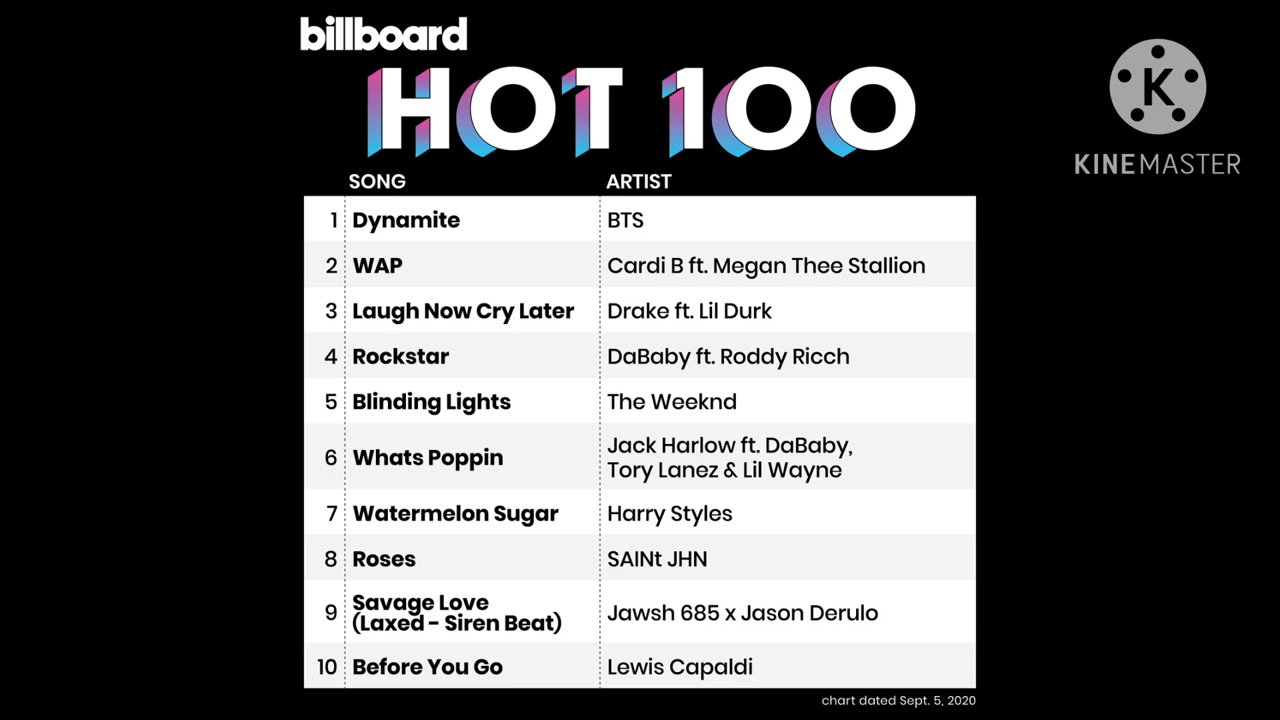 billboard
HOT 100
K
KINEMASTER
SONG ARTIST
1 Dynamite BTS
2 WAP Cardi B ft. Megan Thee Stallion
3 Laugh Now Cry Later Drake ft. Lil Durk
4 Rockstar DaBaby ft. Roddy Ricch
5 Blinding Lights The Weeknd
6 Whats Poppin Jack Harlow ft. DaBaby,
Tory Lanez & Lil Wayne
7 Watermelon Sugar Harry Styles
8 Roses SAINt JHN
9 Savage Love
(Laxed - Siren Beat) Jawsh 685 x Jason Derulo
10 Before You Go Lewis Capaldi
chart dated Sept. 5, 2020